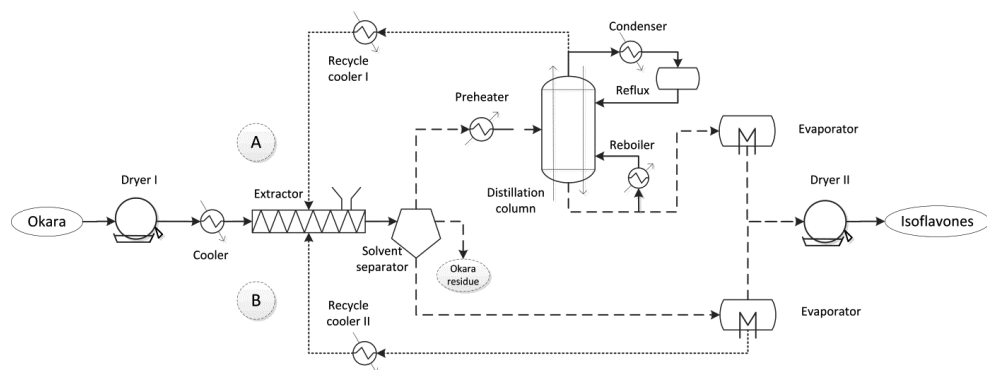 Condenser
Recycle
cooler I
Reflux
Preheater
Evaporator
A
Reboiler
Dryer I
Extractor
Distillation
column
Dryer II
Okara
Isoflavones
Cooler
Solvent
separator
Okara
residue
B
Recycle
cooler II
Evaporator